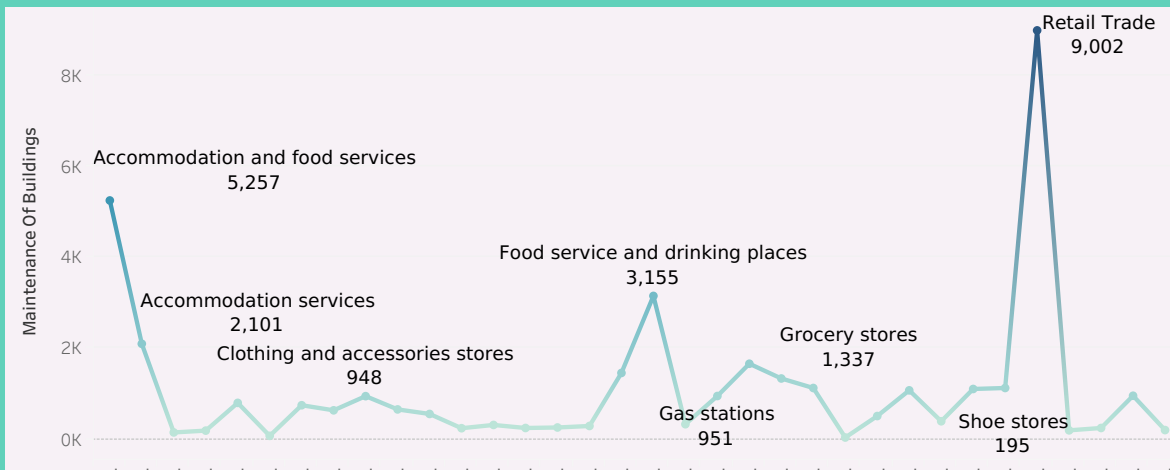 Retail Trade
9,002
8K
Maintenance Of Buildings
Accommodation and food services
5,257
6K
Food service and drinking places
3,155
4K
Accommodation services
2,101
Grocery stores
1,337
2K
Clothing and accessories stores
948
Gas stations
951
Shoe stores
195
0K